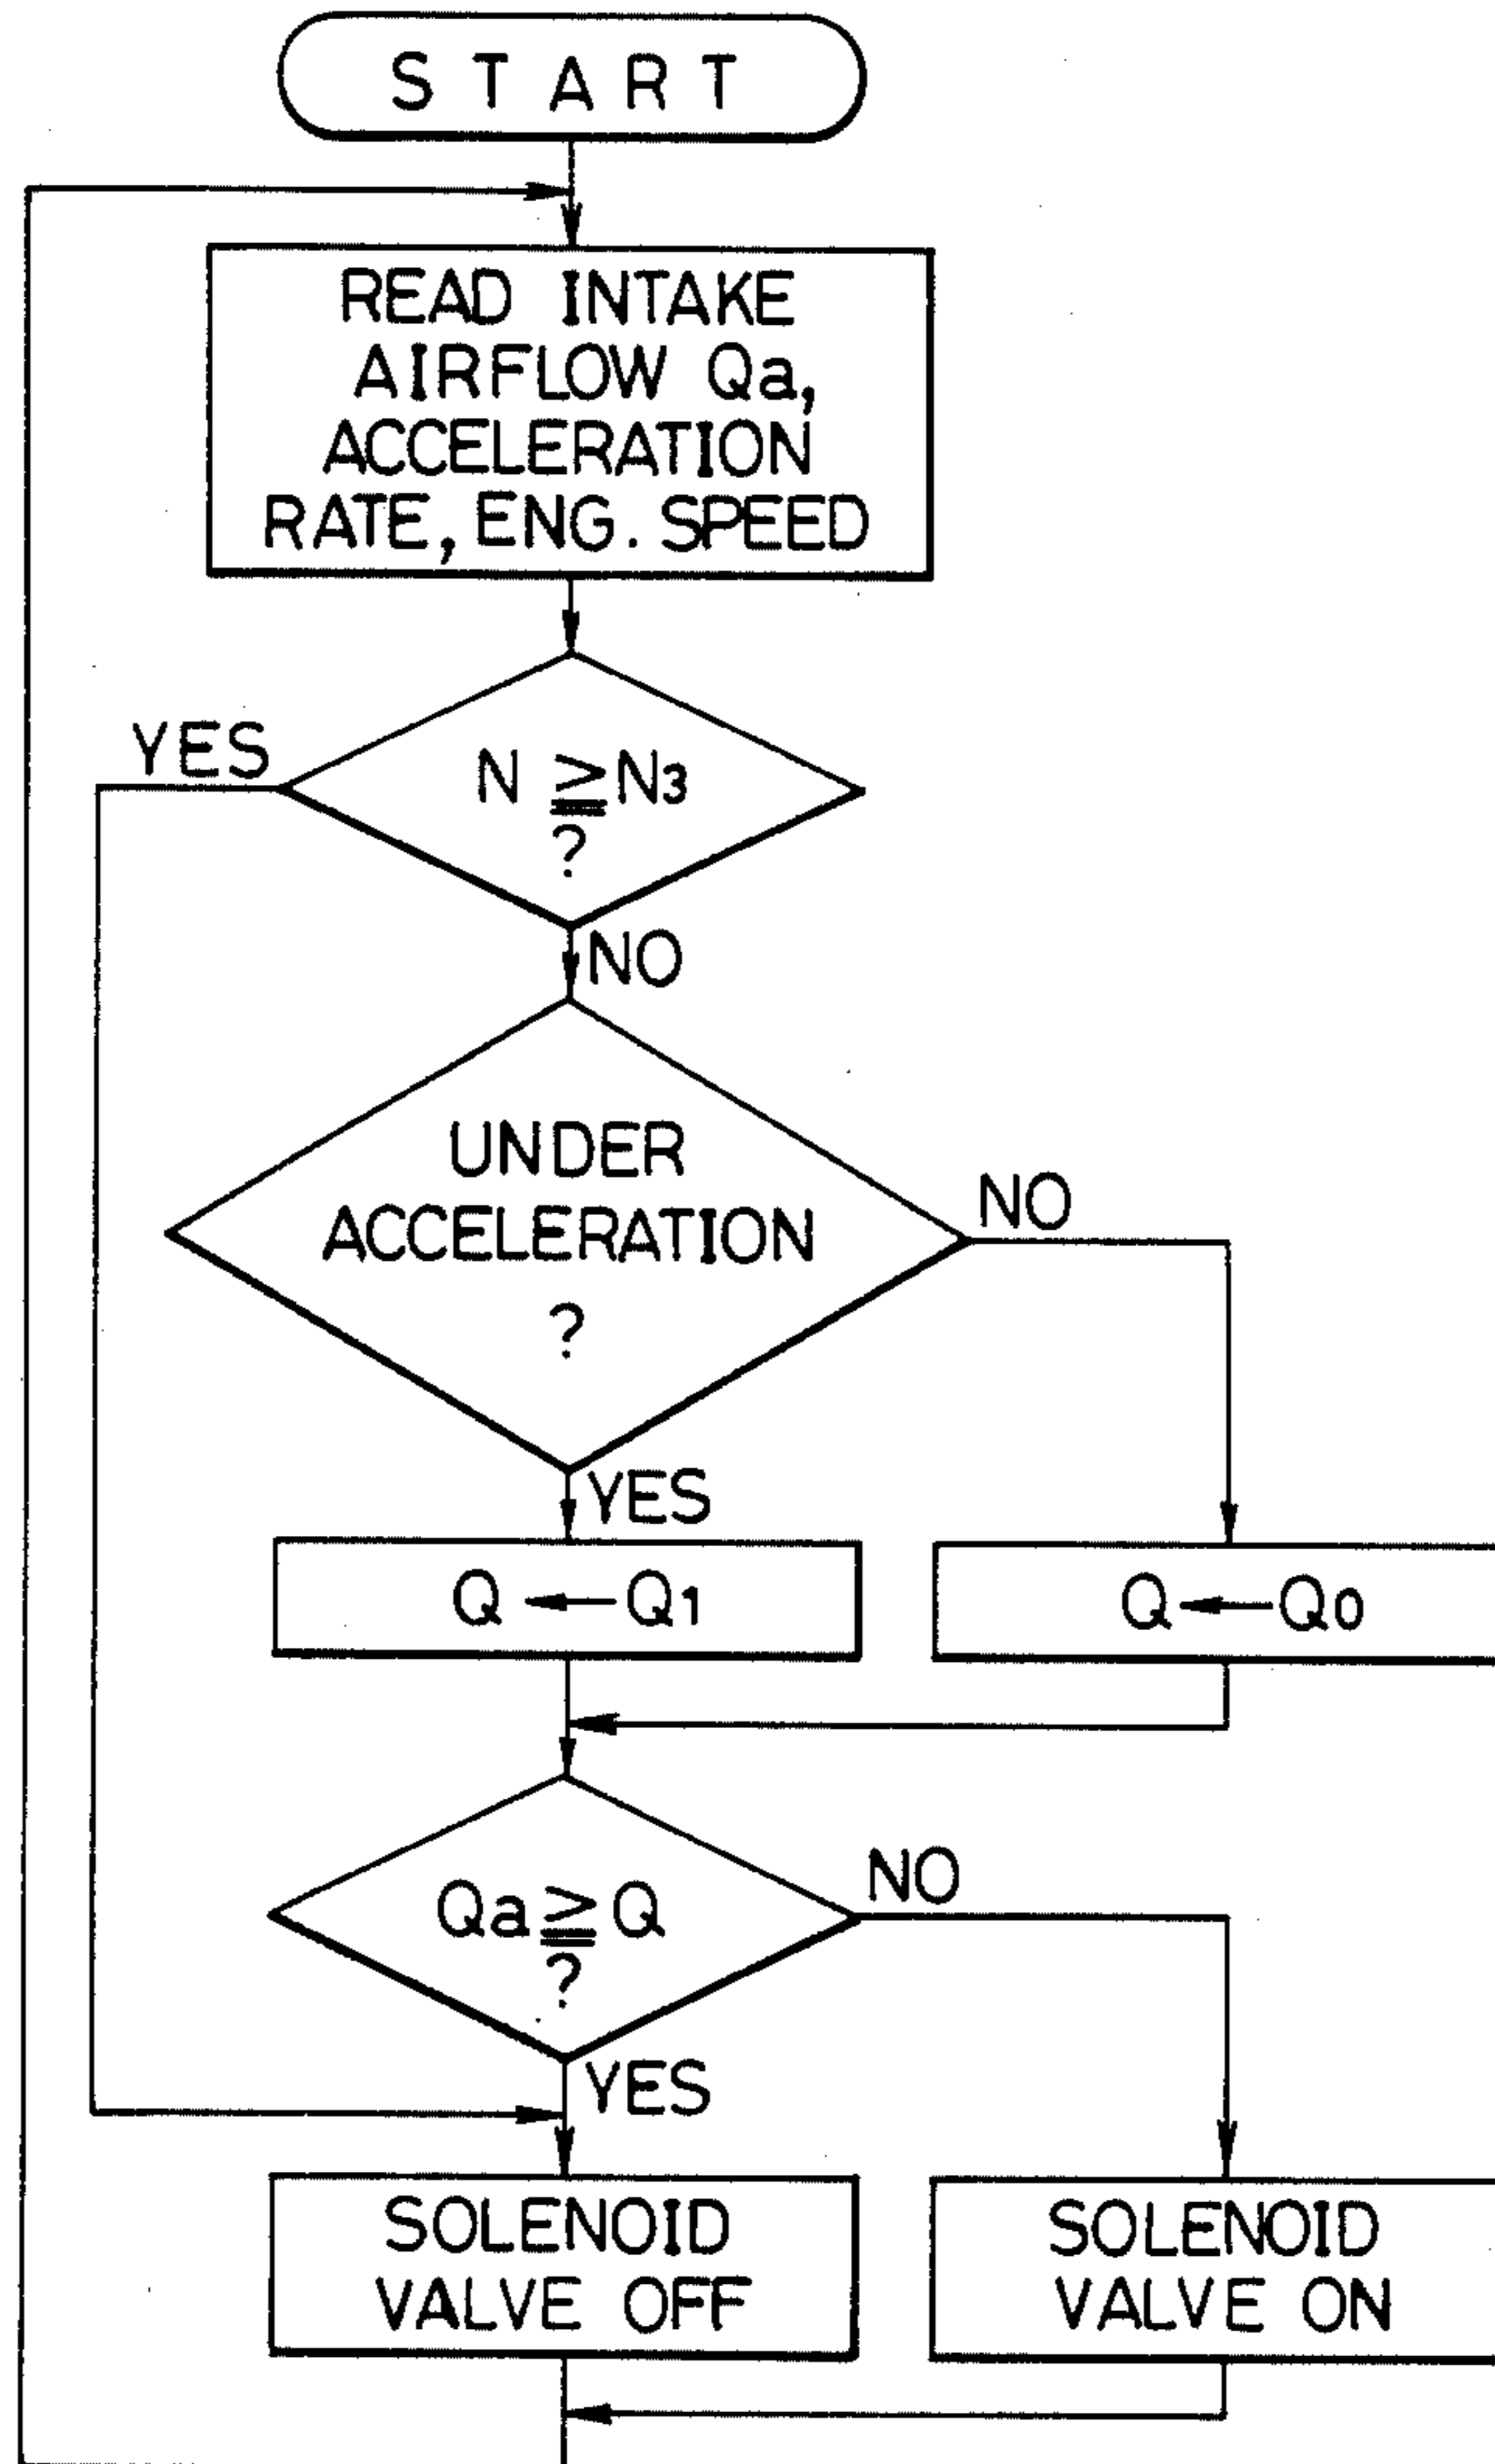 START
READ INTAKE
AIRFLOW Qa,
ACCELERATION
RATE, ENG. SPEED
YES
N ≧ N3
?
NO
UNDER
ACCELERATION
?
NO
YES
Q ← Q1
Q ← Q0
Qa ≧ Q
?
NO
YES
SOLENOID
VALVE OFF
SOLENOID
VALVE ON